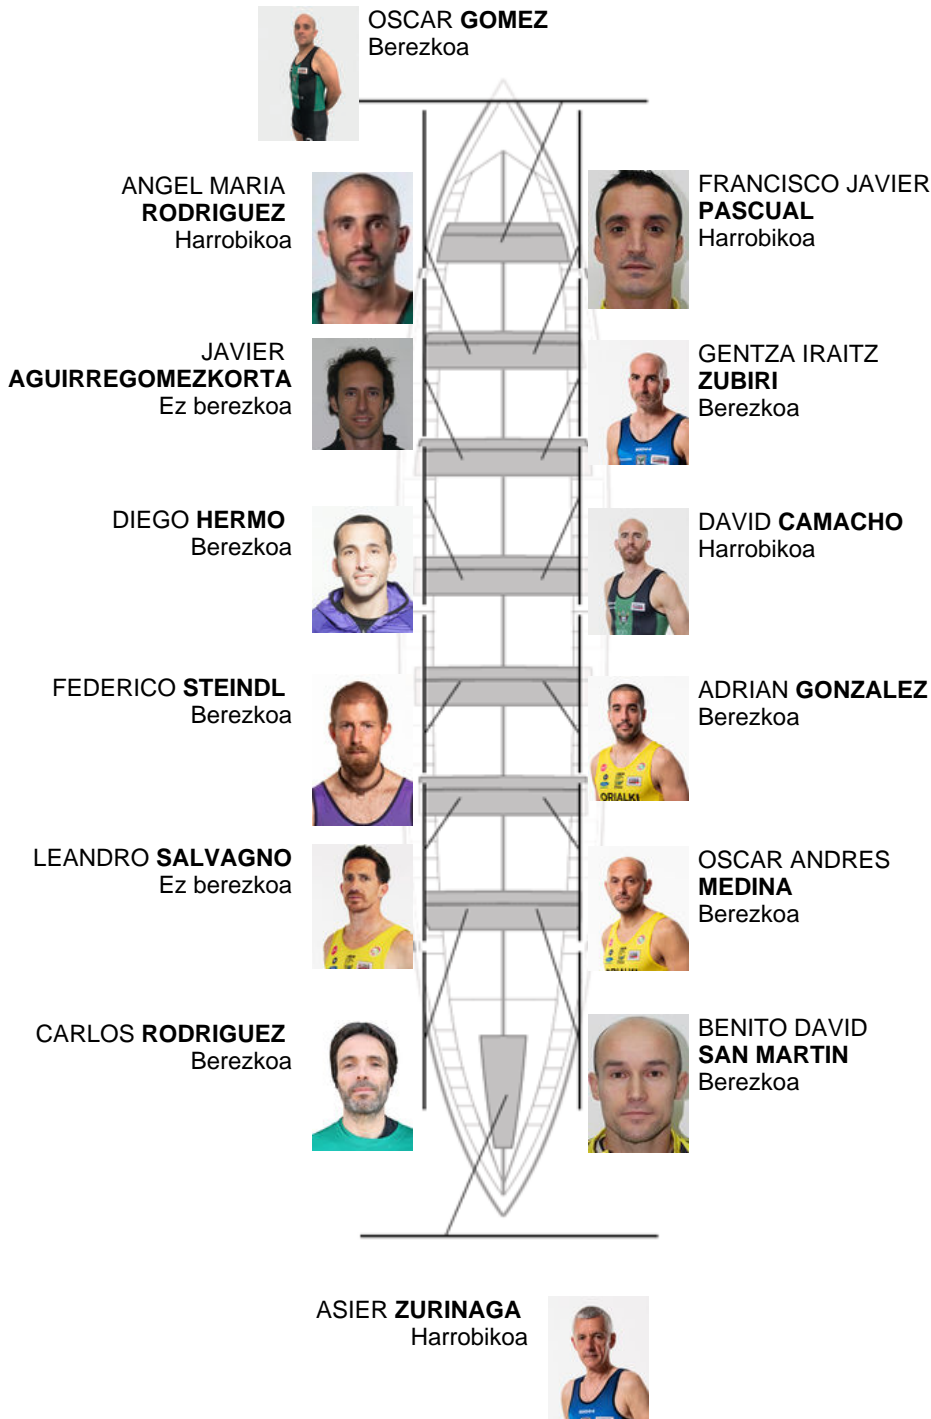 OSCAR GOMEZ
Berezkoa
ANGEL MARIA
RODRIGUEZ
Harrobikoa
FRANCISCO JAVIER
PASCUAL
Harrobikoa
JAVIER
AGUIRREGOMEZKORTA
Ez berezkoa
GENTZA IRAITZ
ZUBIRI
Berezkoa
DIEGO HERMO
Berezkoa
DAVID CAMACHO
Harrobikoa
FEDERICO STEINDL
Berezkoa
ADRIAN GONZALEZ
Berezkoa
ORIALKI
LEANDRO SALVAGNO
Ez berezkoa
OSCAR ANDRES
MEDINA
Berezkoa
CARLOS RODRIGUEZ
Berezkoa
BENITO DAVID
SAN MARTIN
Berezkoa
ASIER ZURINAGA
Harrobikoa